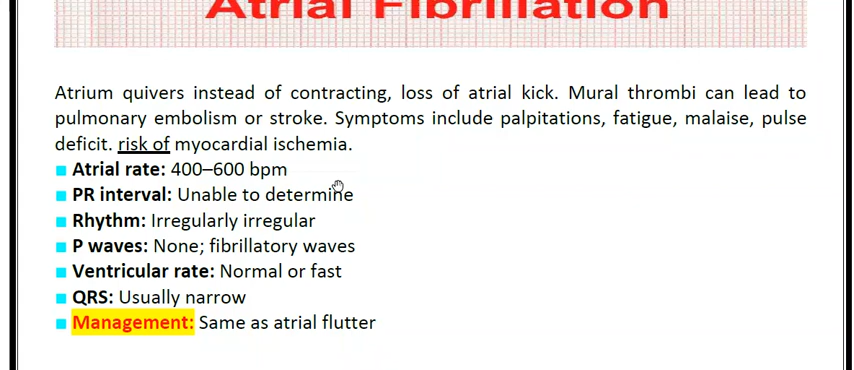 Atrial Fibrillation
Atrium quivers instead of contracting, loss of atrial kick. Mural thrombi can lead to
pulmonary embolism or stroke. Symptoms include palpitations, fatigue, malaise, pulse
deficit. risk of myocardial ischemia.
Atrial rate: 400–600 bpm
PR interval: Unable to determine
Rhythm: Irregularly irregular
P waves: None; fibrillatory waves
Ventricular rate: Normal or fast
QRS: Usually narrow
Management: Same as atrial flutter